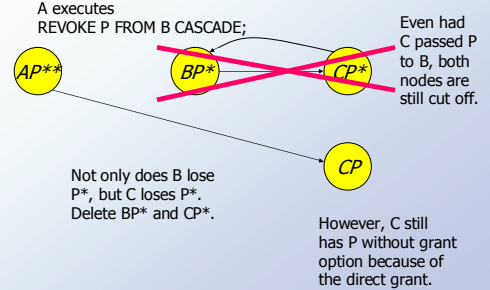 A executes
REVOKE P FROM B CASCADE;
Even had
C passed P
to B, both
nodes are
still cut off.
AP**
BP*
CP*
CP
Not only does B lose
P*, but C loses P*.
Delete BP* and CP*.
However, C still
has P without grant
option because of
the direct grant.